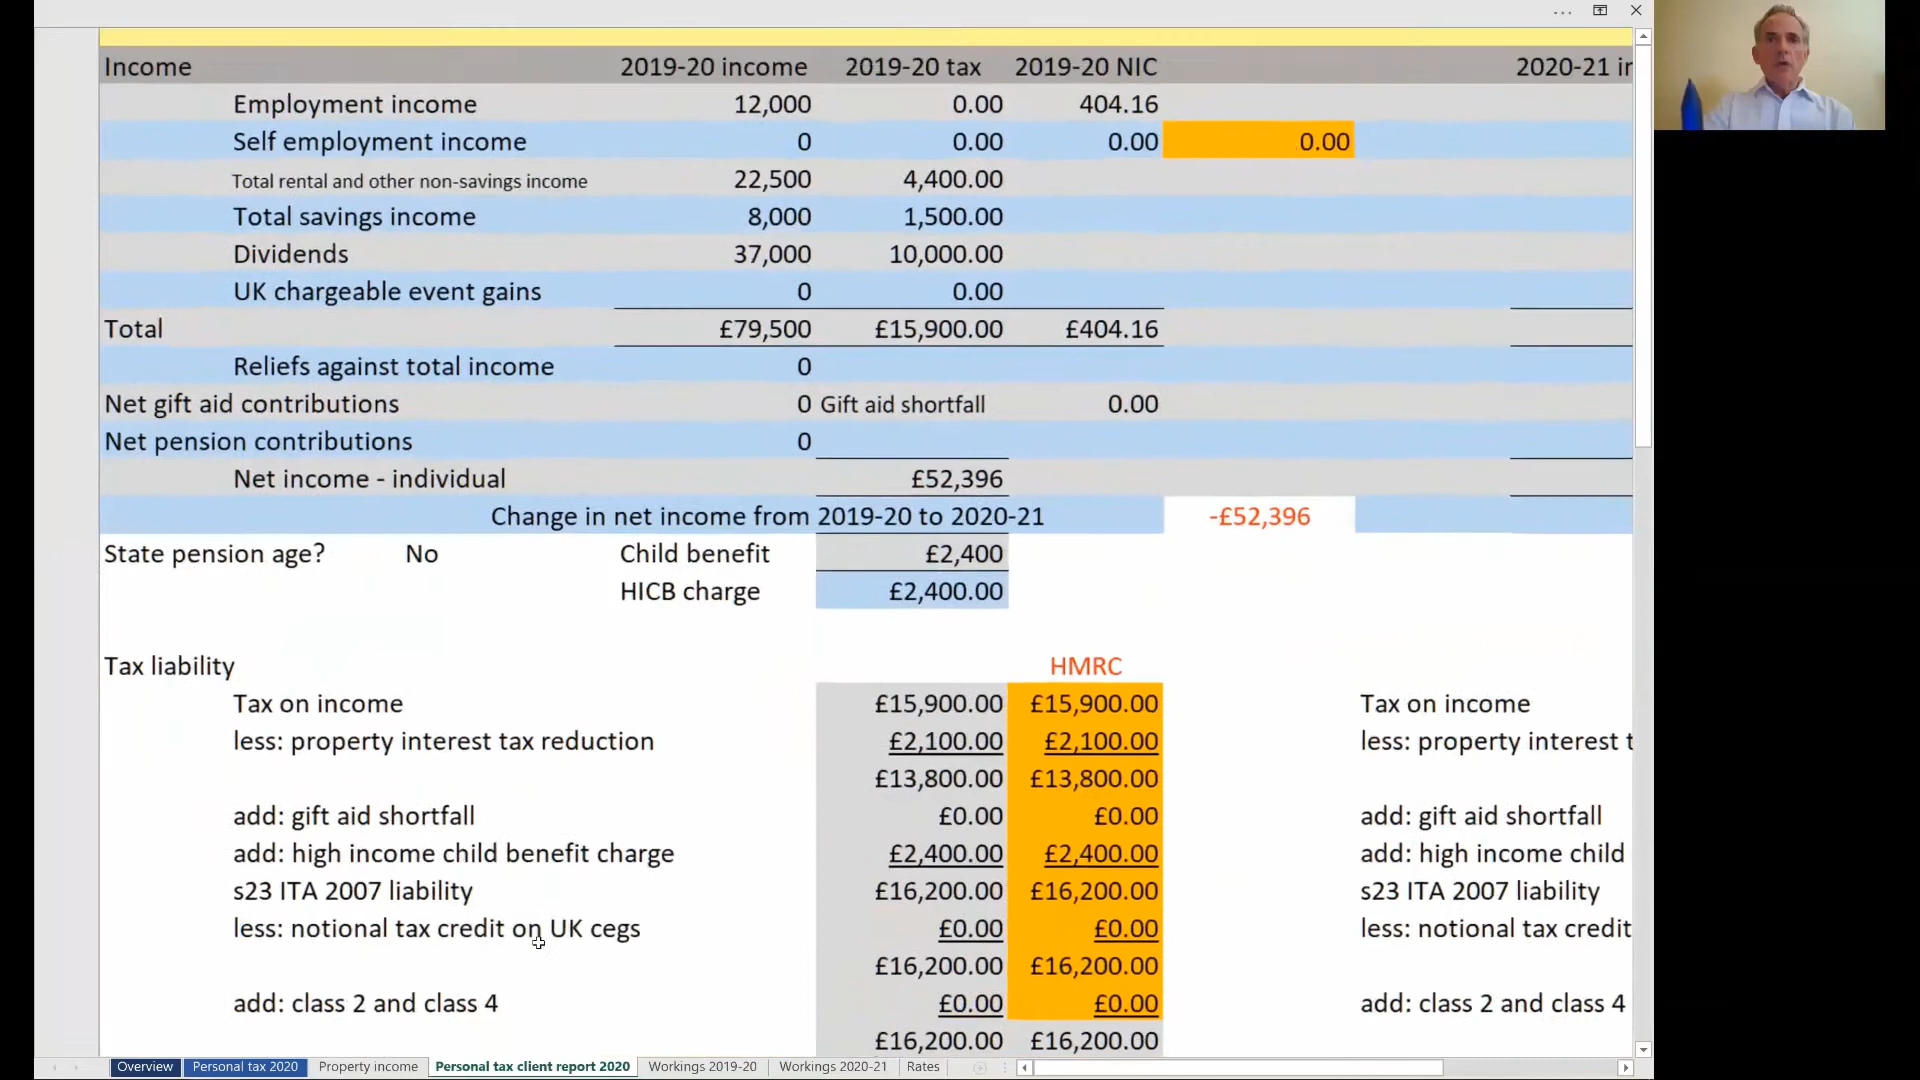 Income 2019-20 income 2019-20 tax 2019-20 NIC 2020-21 ir
Employment income 12,000 0.00 404.16
Self employment income 0 0.00 0.00 0.00
Total rental and other non-savings income 22,500 4,400.00
Total savings income 8,000 1,500.00
Dividends 37,000 10,000.00
UK chargeable event gains 0 0.00
Total £79,500 £15,900.00 £404.16
Reliefs against total income 0
Net gift aid contributions 0 Gift aid shortfall 0.00
Net pension contributions 0
Net income - individual £52,396
Change in net income from 2019-20 to 2020-21 -£52,396
State pension age? No Child benefit £2,400
HICB charge £2,400.00
Tax liability HMRC
Tax on income £15,900.00 £15,900.00 Tax on income
less: property interest tax reduction £2,100.00 £2,100.00 less: property interest t
£13,800.00 £13,800.00
add: gift aid shortfall £0.00 £0.00 add: gift aid shortfall
add: high income child benefit charge £2,400.00 £2,400.00 add: high income child
s23 ITA 2007 liability £16,200.00 £16,200.00 s23 ITA 2007 liability
less: notional tax credit on UK cegs £0.00 £0.00 less: notional tax credit
£16,200.00 £16,200.00
add: class 2 and class 4 £0.00 £0.00 add: class 2 and class 4
£16,200.00 £16,200.00
Overview Personal tax 2020 Property income Personal tax client report 2020 Workings 2019-20 Workings 2020-21 Rates